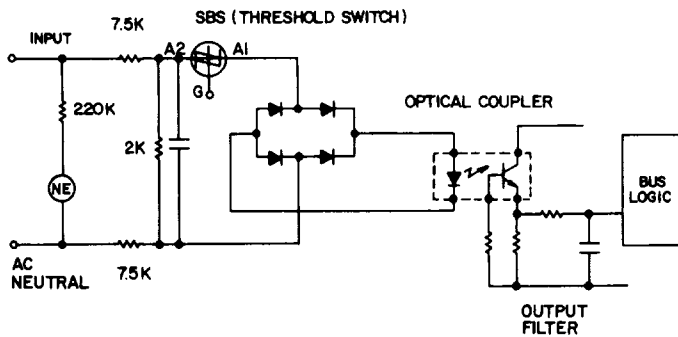 SBS (THRESHOLD SWITCH)
7.5K
INPUT
A2
A1
G
220K
2K
NE
OPTICAL COUPLER
BUS
LOGIC
7.5K
AC
NEUTRAL
OUTPUT
FILTER